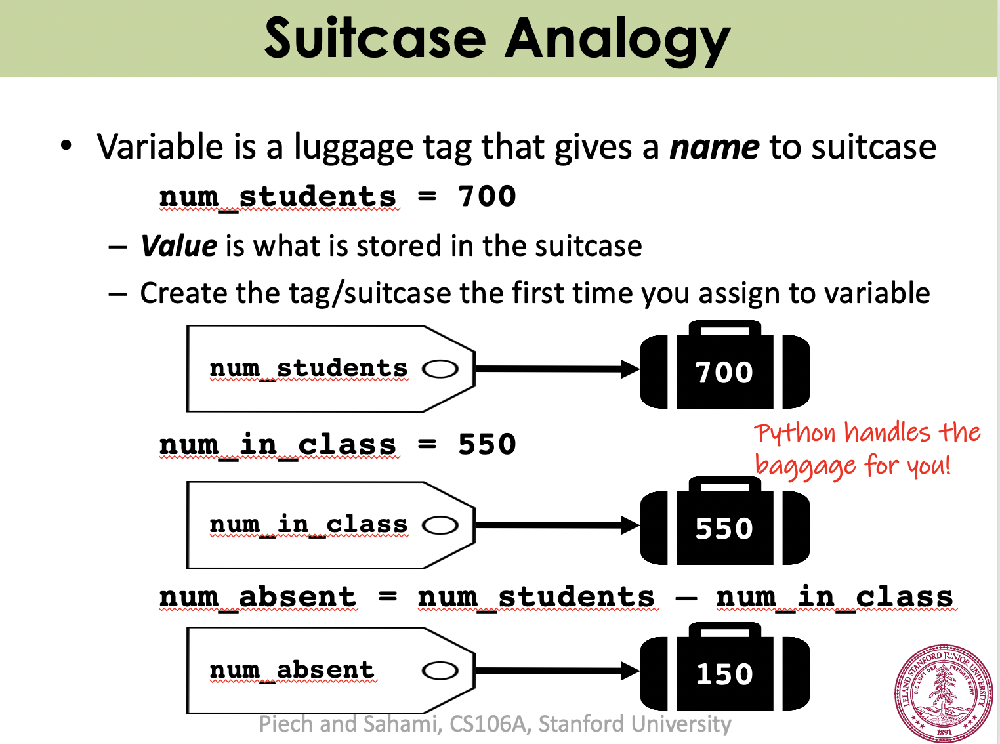 Suitcase Analogy
• Variable is a luggage tag that gives a name to suitcase
num_students = 700
– Value is what is stored in the suitcase
– Create the tag/suitcase the first time you assign to variable
num_students
700
num_in_class = 550
Python handles the
baggage for you!
num_in_class
550
num_absent = num_students – num_in_class
num_absent
150
Piech and Sahami, CS106A, Stanford University
LELAND STANFORD JUNIOR UNIVERSITY
DIE LUFT DER FREIHEIT WEHT
1891